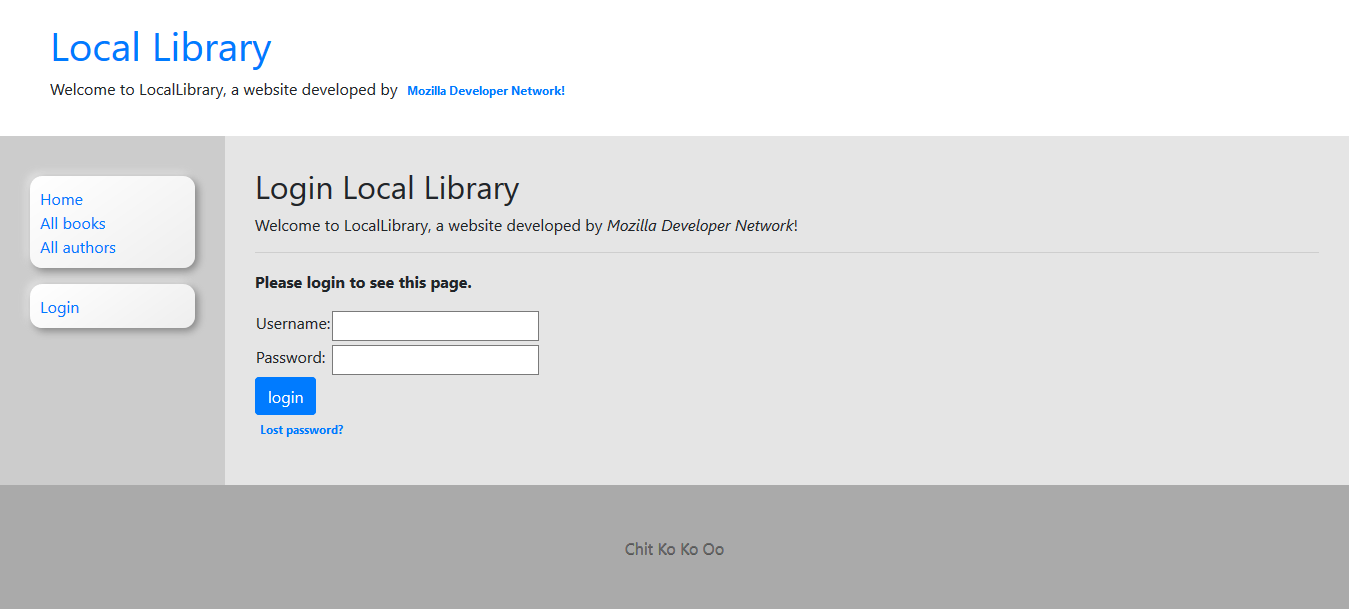 Local Library
Welcome to LocalLibrary, a website developed by Mozilla Developer Network!
Home
All books
All authors
Login
Login Local Library
Welcome to LocalLibrary, a website developed by Mozilla Developer Network!
Please login to see this page.
Username:
Password:
login
Lost password?
Chit Ko Ko Oo